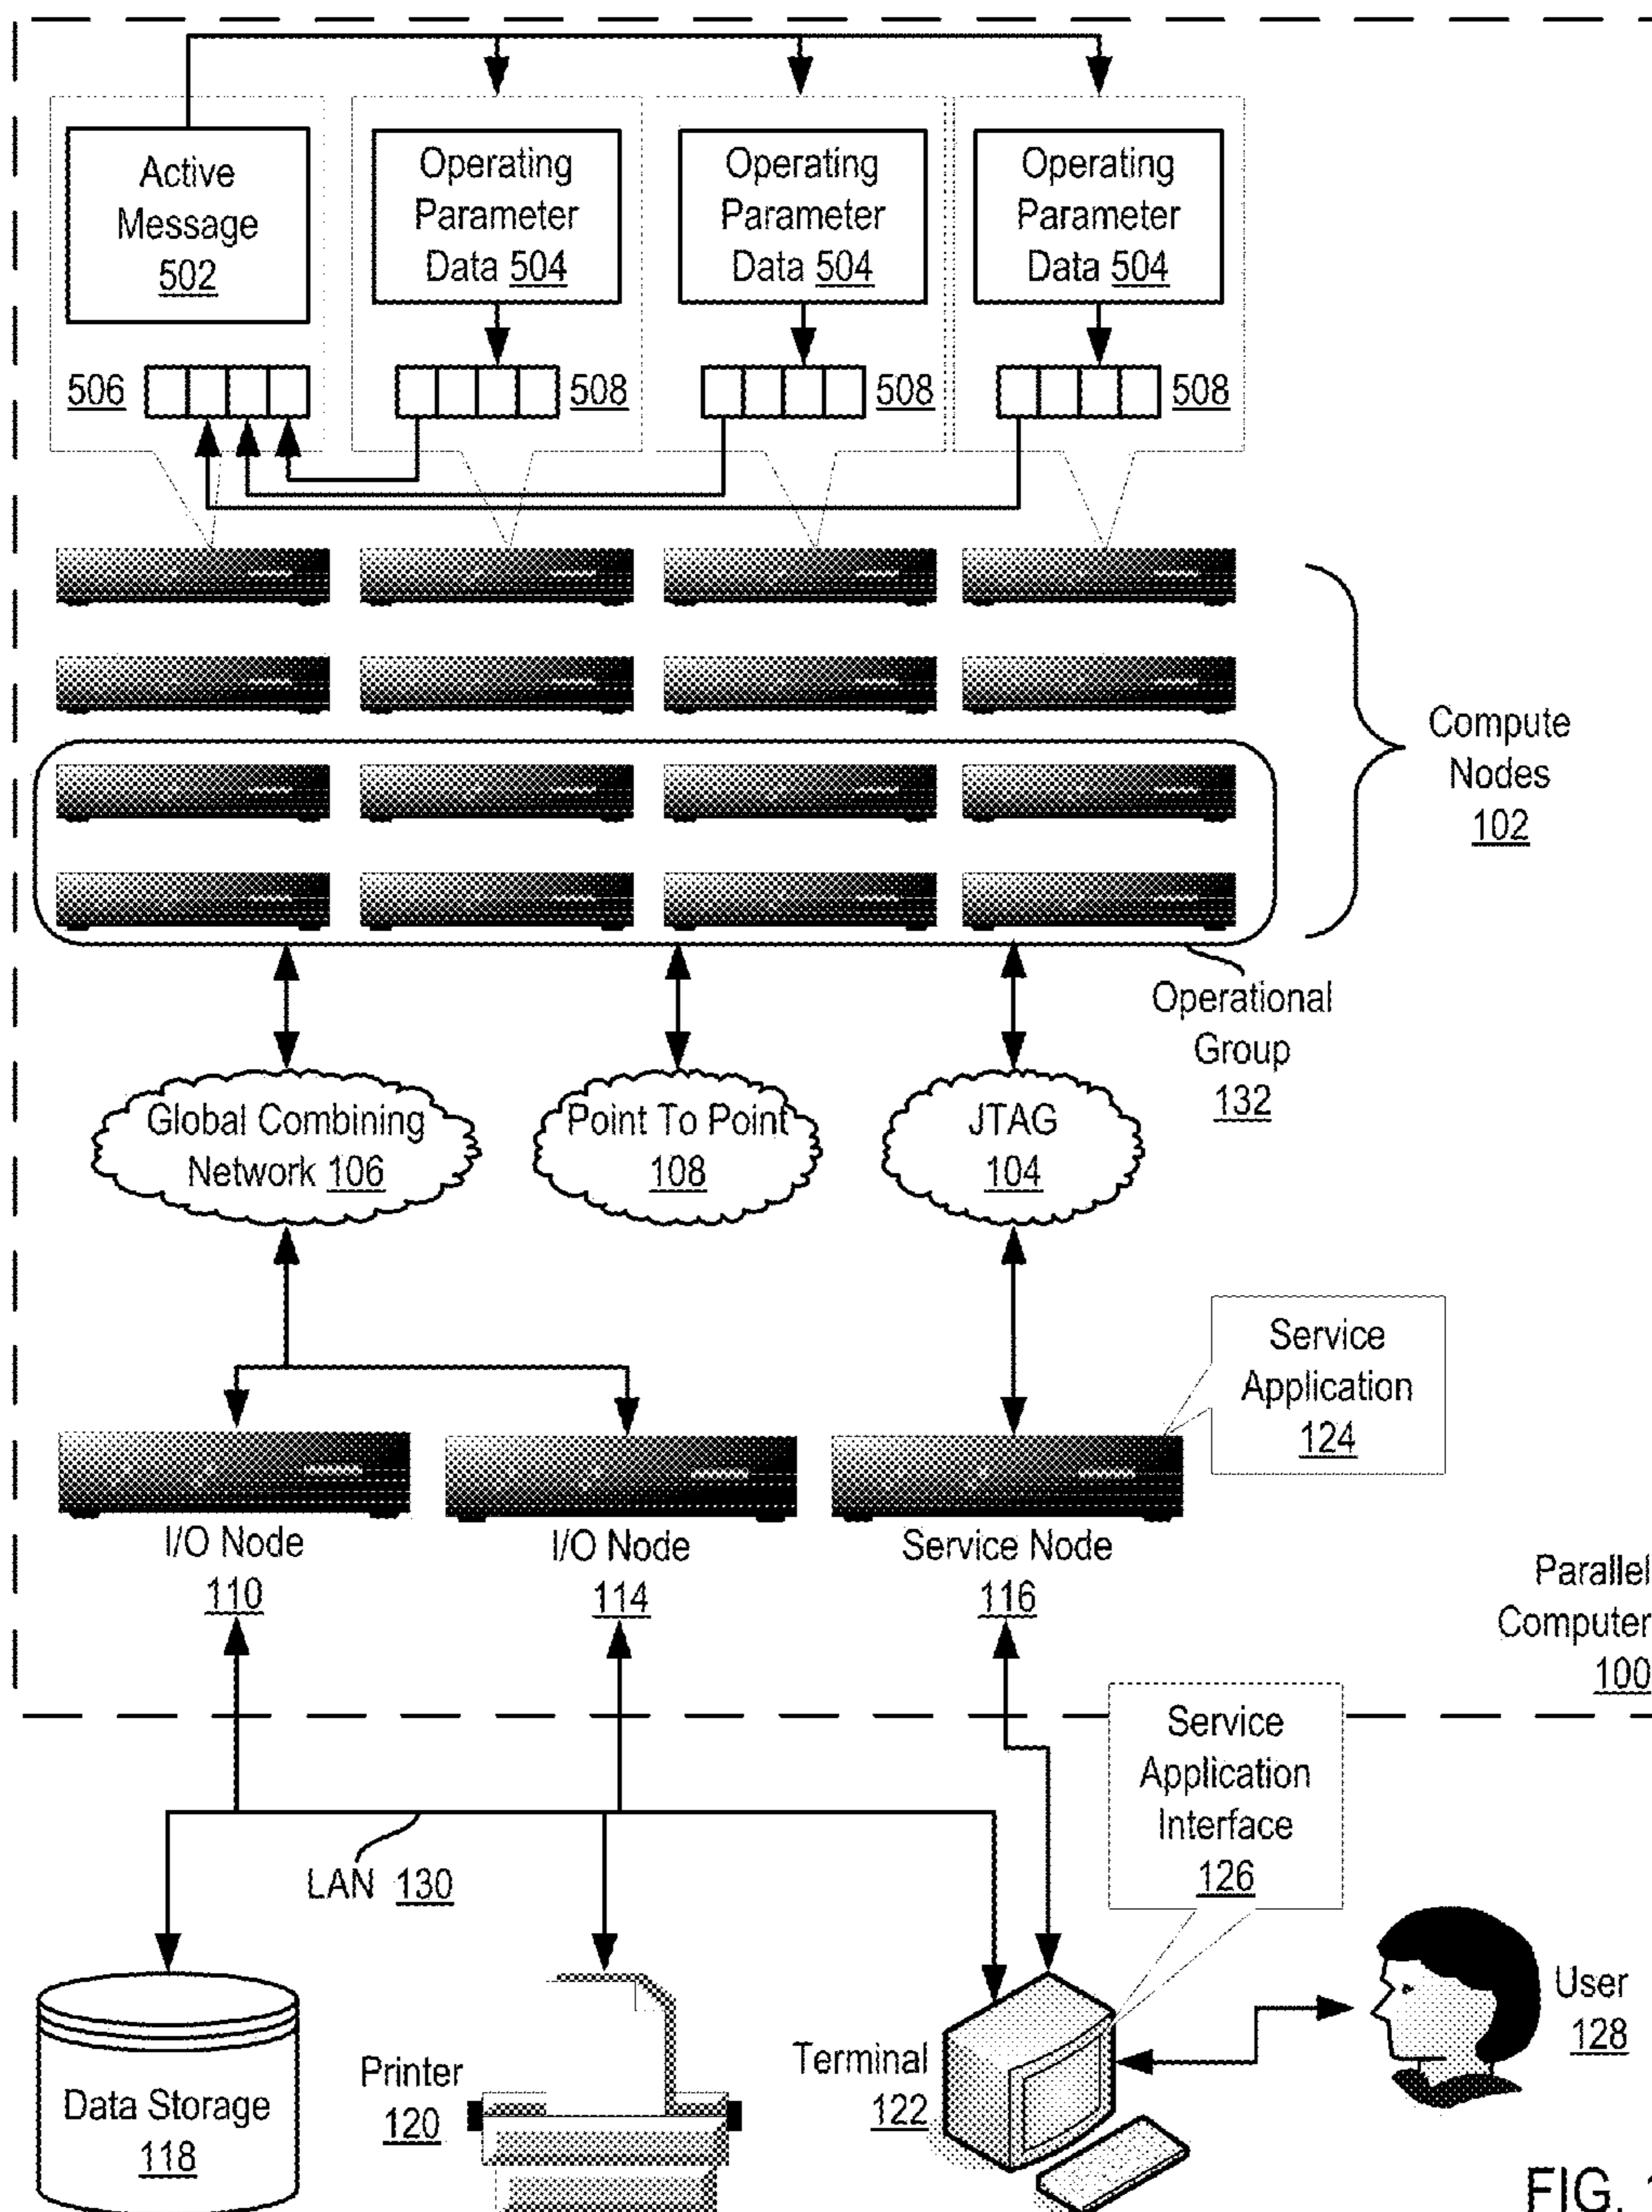 Active
Message
502
Operating
Parameter
Data 504
Operating
Parameter
Data 504
Operating
Parameter
Data 504
506
508
508
508
Compute
Nodes
102
Operational
Group
132
Global Combining
Network 106
Point To Point
108
JTAG
104
Service
Application
124
I/O Node
110
I/O Node
114
Service Node
116
Parallel
Computer
100
Service
Application
Interface
126
LAN 130
Data Storage
118
Printer
120
Terminal
122
User
128
FIG.